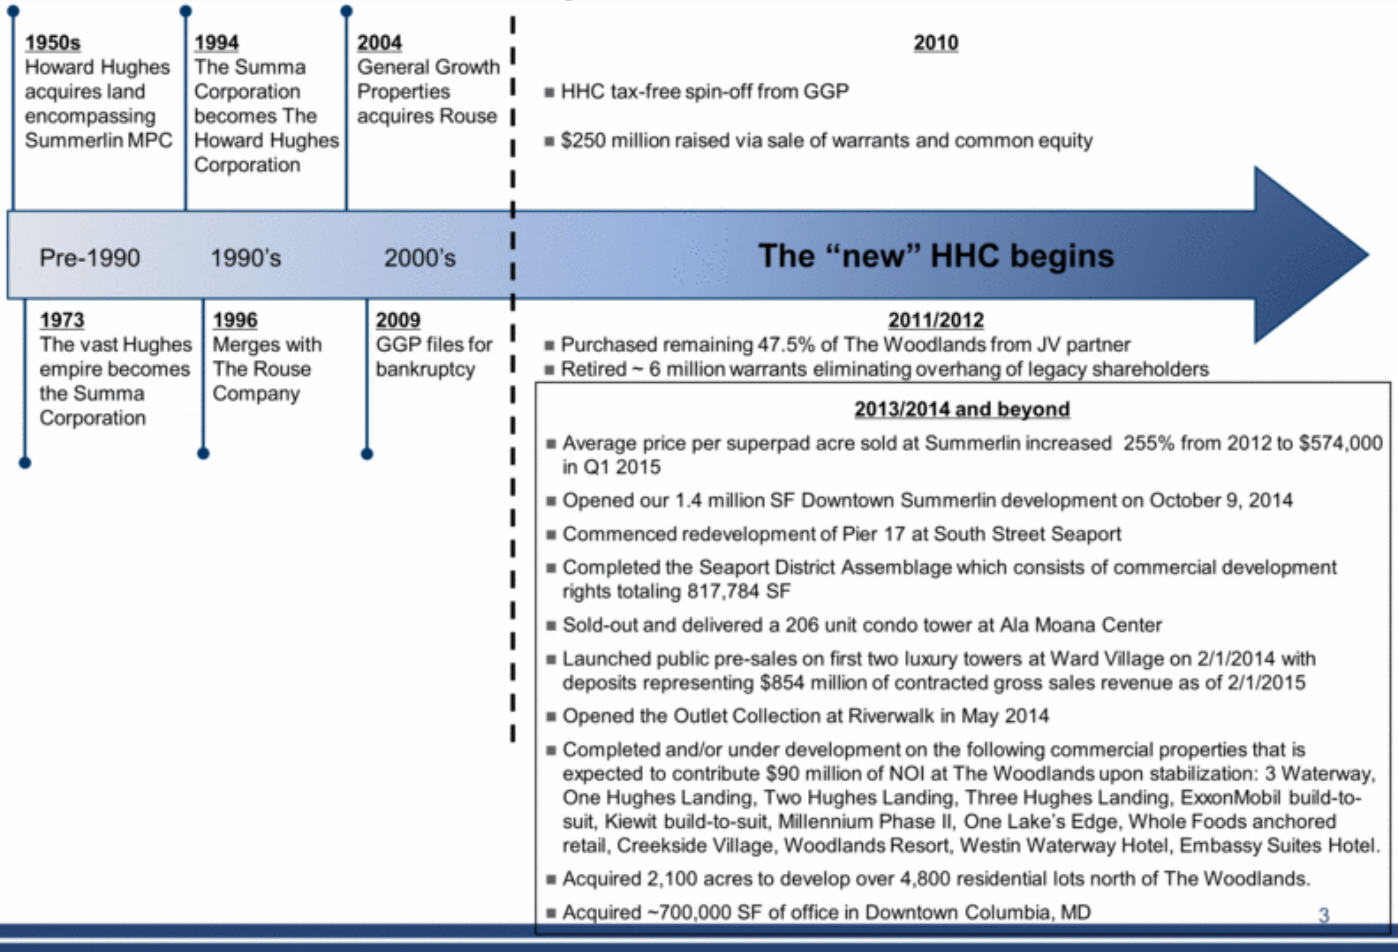 1950s
Howard Hughes
acquires land
encompassing
Summerlin MPC
1994
The Summa
Corporation
becomes The
Howard Hughes
Corporation
2004
General Growth
Properties
acquires Rouse
2010
■ HHC tax-free spin-off from GGP
■ $250 million raised via sale of warrants and common equity
Pre-1990
1990’s
2000’s
The “new” HHC begins
1973
The vast Hughes
empire becomes
the Summa
Corporation
1996
Merges with
The Rouse
Company
2009
GGP files for
bankruptcy
2011/2012
■ Purchased remaining 47.5% of The Woodlands from JV partner
■ Retired ~ 6 million warrants eliminating overhang of legacy shareholders
2013/2014 and beyond
■ Average price per superpad acre sold at Summerlin increased 255% from 2012 to $574,000
in Q1 2015
■ Opened our 1.4 million SF Downtown Summerlin development on October 9, 2014
■ Commenced redevelopment of Pier 17 at South Street Seaport
■ Completed the Seaport District Assemblage which consists of commercial development
rights totaling 817,784 SF
■ Sold-out and delivered a 206 unit condo tower at Ala Moana Center
■ Launched public pre-sales on first two luxury towers at Ward Village on 2/1/2014 with
deposits representing $854 million of contracted gross sales revenue as of 2/1/2015
■ Opened the Outlet Collection at Riverwalk in May 2014
■ Completed and/or under development on the following commercial properties that is
expected to contribute $90 million of NOI at The Woodlands upon stabilization: 3 Waterway,
One Hughes Landing, Two Hughes Landing, Three Hughes Landing, ExxonMobil build-to-
suit, Kiewit build-to-suit, Millennium Phase II, One Lake’s Edge, Whole Foods anchored
retail, Creekside Village, Woodlands Resort, Westin Waterway Hotel, Embassy Suites Hotel.
■ Acquired 2,100 acres to develop over 4,800 residential lots north of The Woodlands.
■ Acquired ~700,000 SF of office in Downtown Columbia, MD
3